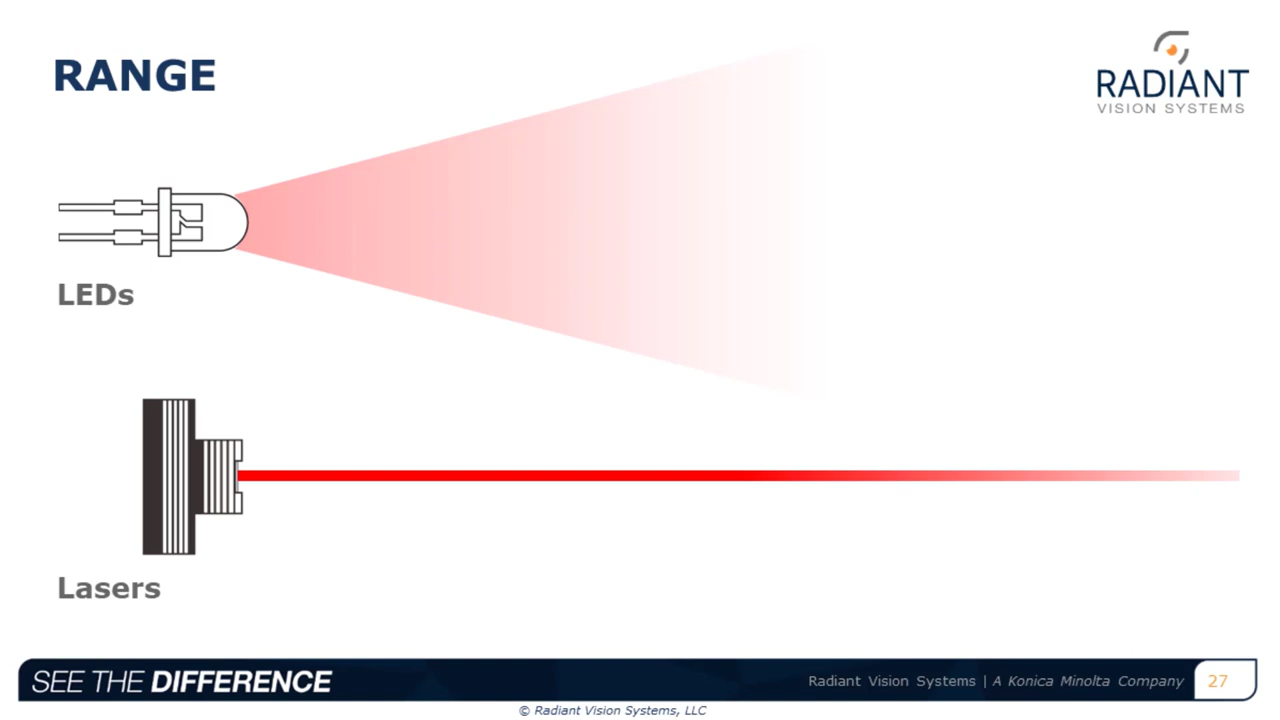 RANGE
RADIANT
VISION SYSTEMS
LEDs
Lasers
SEE THE DIFFERENCE
Radiant Vision Systems | A Konica Minolta Company
27
© Radiant Vision Systems, LLC